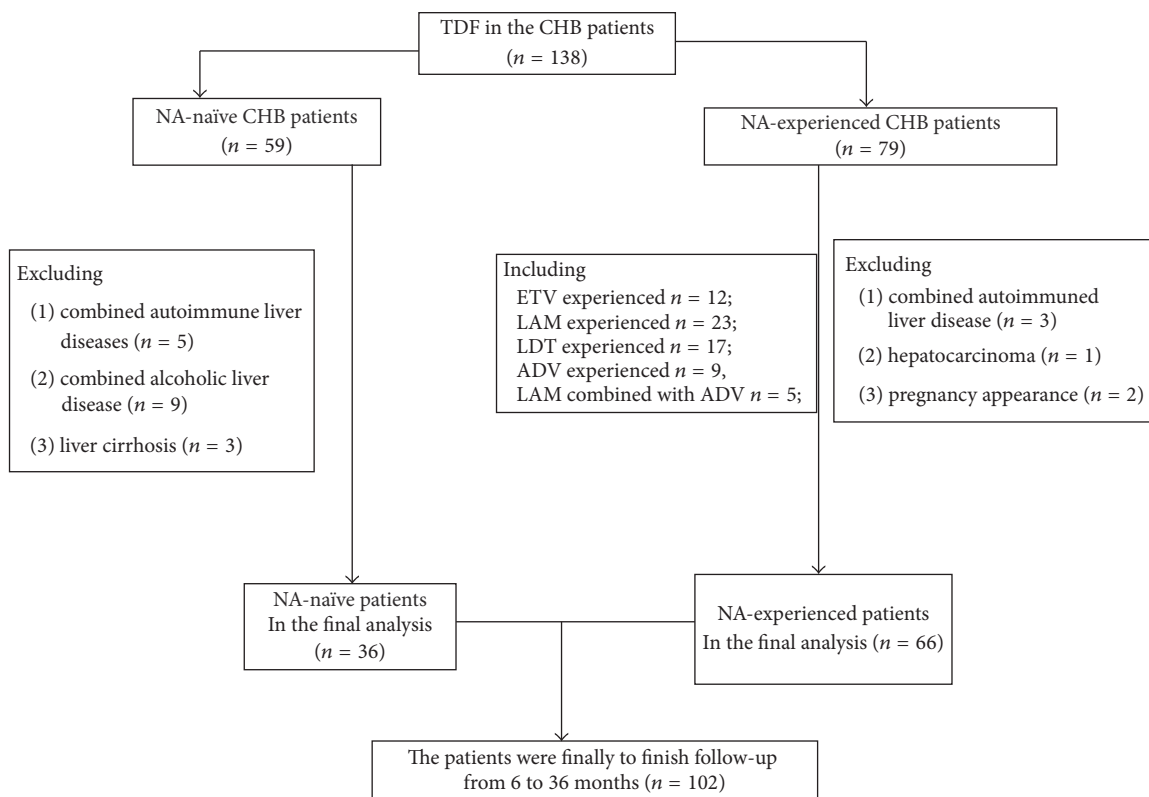 TDF in the CHB patients
(n = 138)
NA-naïve CHB patients
(n = 59)
NA-experienced CHB patients
(n = 79)
Excluding
(1) combined autoimmune liver
diseases (n = 5)
(2) combined alcoholic liver
disease (n = 9)
(3) liver cirrhosis (n = 3)
Including
ETV experienced n = 12;
LAM experienced n = 23;
LDT experienced n = 17;
ADV experienced n = 9,
LAM combined with ADV n = 5;
Excluding
(1) combined autoimmuned
liver disease (n = 3)
(2) hepatocarcinoma (n = 1)
(3) pregnancy appearance (n = 2)
NA-naïve patients
In the final analysis
(n = 36)
NA-experienced patients
In the final analysis (n = 66)
The patients were finally to finish follow-up
from 6 to 36 months (n = 102)